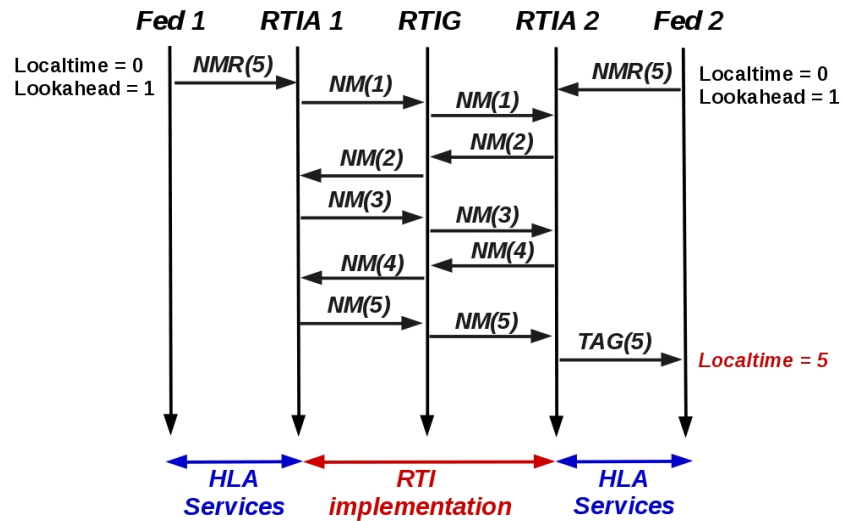 Fed 1 RTIA 1 RTIG RTIA 2 Fed 2
Localtime = 0
Lookahead = 1
NMR(5)
NMR(5)
Localtime = 0
Lookahead = 1
NM(1)
NM(1)
NM(2)
NM(2)
NM(3)
NM(3)
NM(4)
NM(4)
NM(5)
NM(5)
TAG(5)
Localtime = 5
HLA
Services
RTI
implementation
HLA
Services